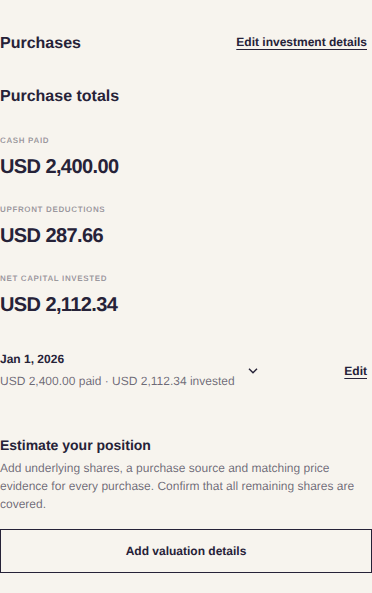 Purchases
Edit investment details
Purchase totals
CASH PAID
USD 2,400.00
UPFRONT DEDUCTIONS
USD 287.66
NET CAPITAL INVESTED
USD 2,112.34
Jan 1, 2026
USD 2,400.00 paid · USD 2,112.34 invested
Edit
Estimate your position
Add underlying shares, a purchase source and matching price
evidence for every purchase. Confirm that all remaining shares are
covered.
Add valuation details